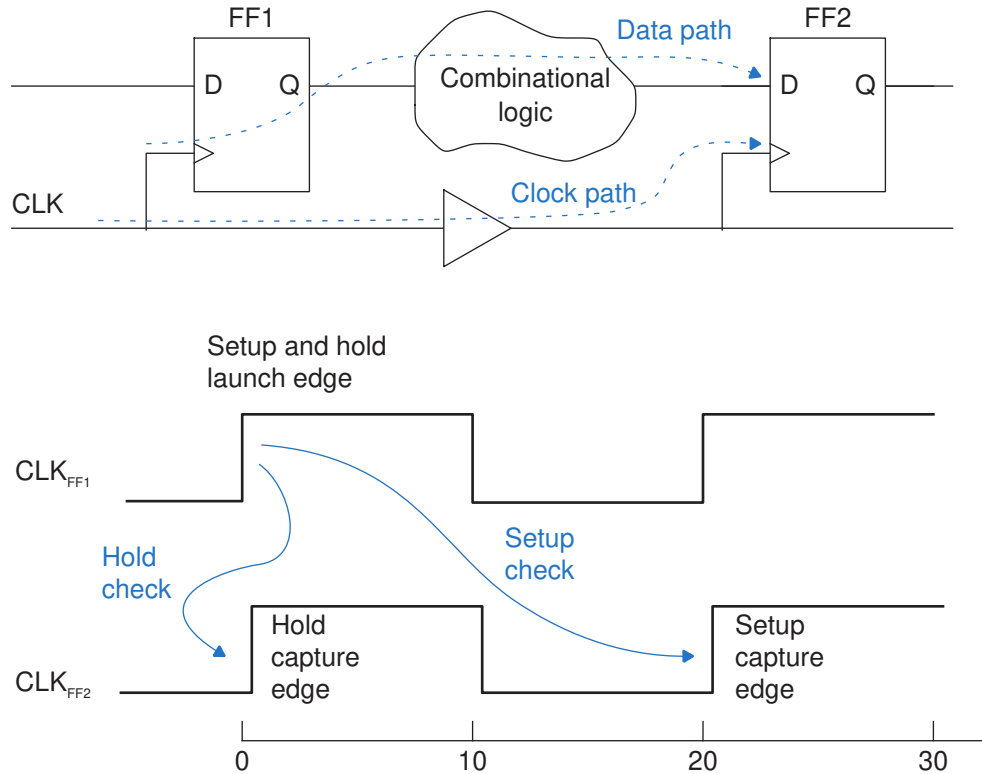 FF1
FF2
Data path
D
Q
Combinational
logic
D
Q
CLK
Clock path
Setup and hold
launch edge
CLKFF1
Hold
check
Setup
check
Hold
capture
edge
Setup
capture
edge
CLKFF2
0
10
20
30